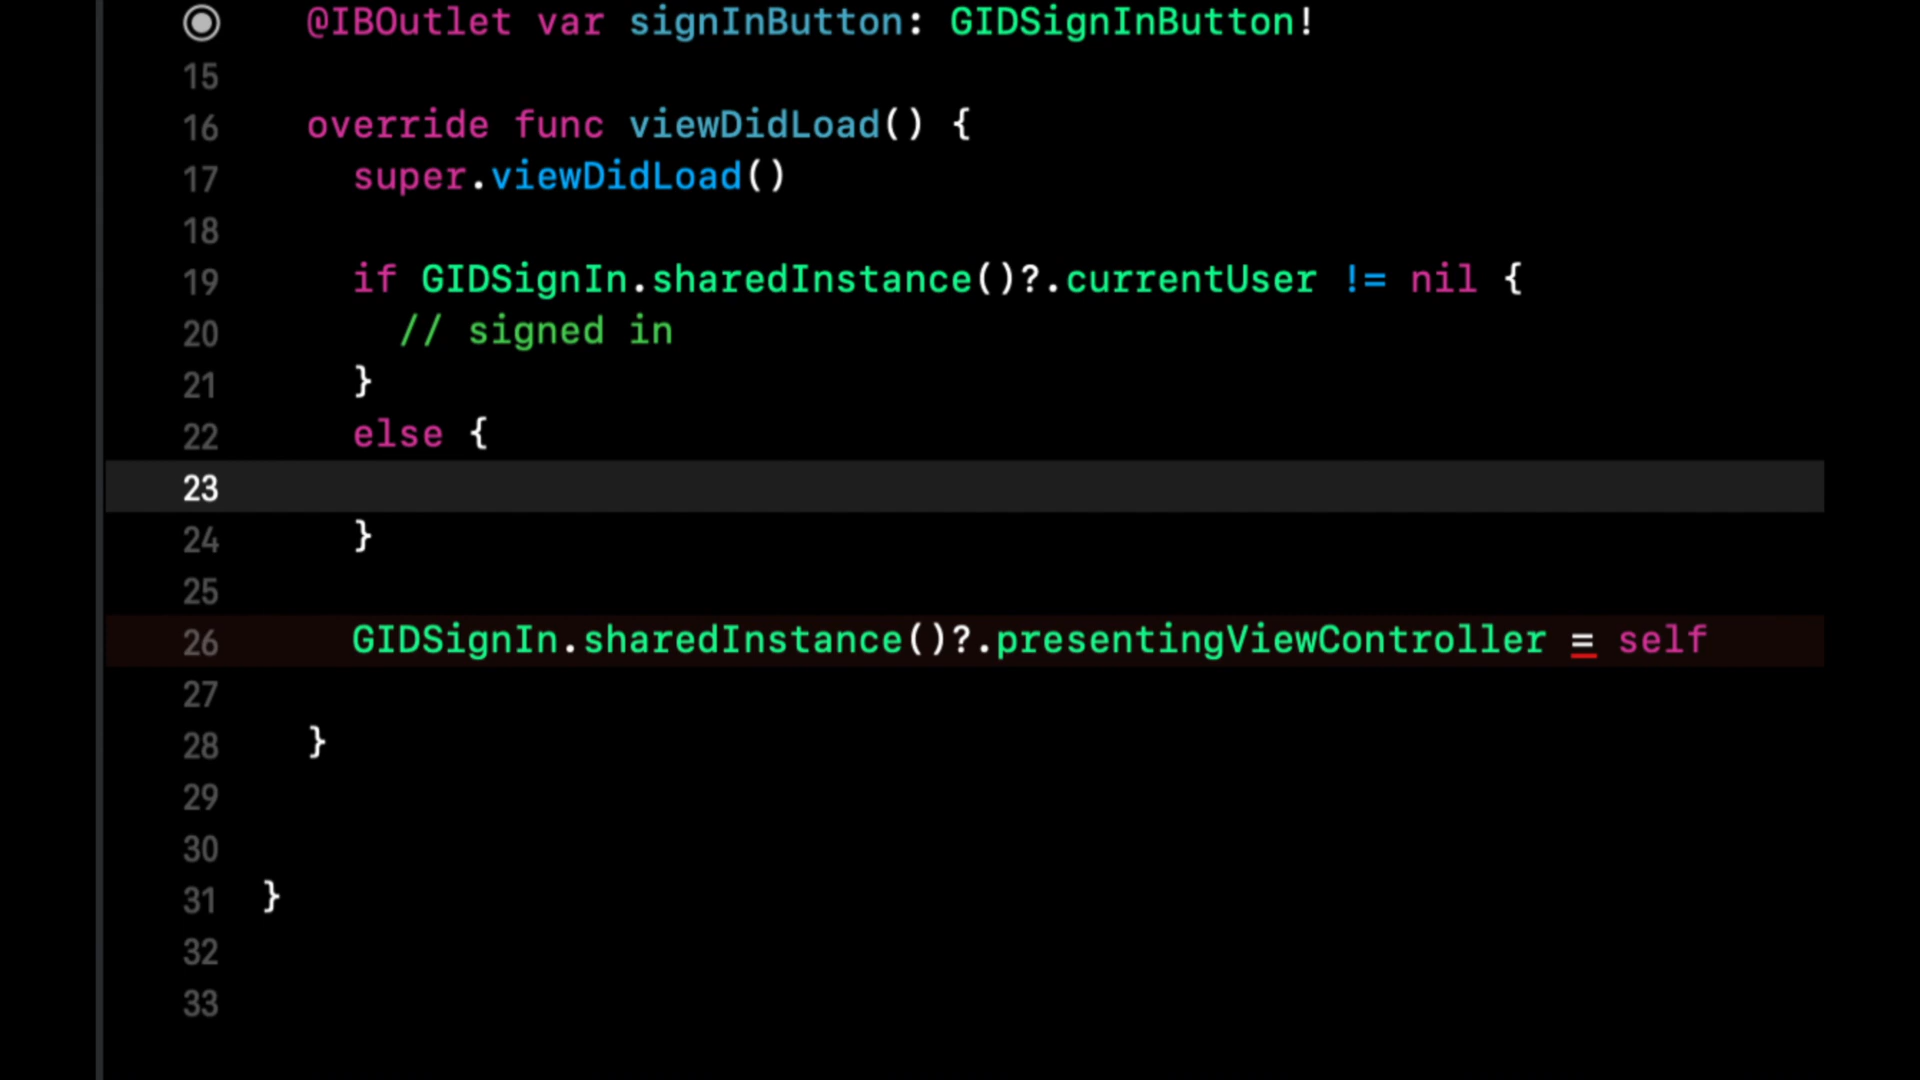 @IBOutlet var signInButton: GIDSignInButton!
15
16 override func viewDidLoad() {
17 super.viewDidLoad()
18
19 if GIDSignIn.sharedInstance()?.currentUser != nil {
20 // signed in
21 }
22 else {
23
24 }
25
26 GIDSignIn.sharedInstance()?.presentingViewController = self
27
28 }
29
30
31 }
32
33